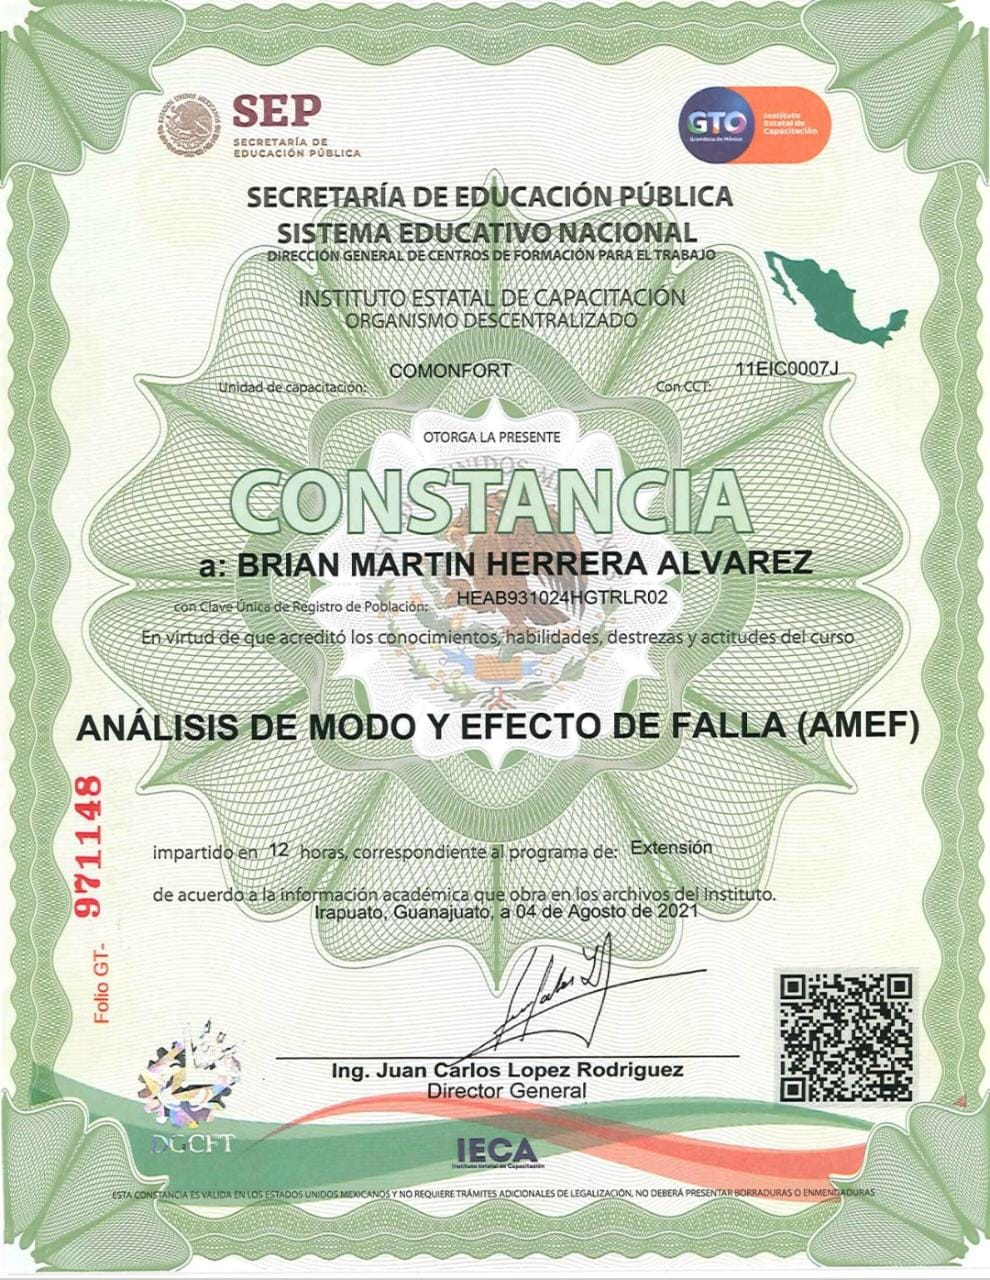 SEP
SECRETARÍA DE
EDUCACIÓN PÚBLICA
ESTADOS UNIDOS MEXICANOS
GTO
Grandeza de México
Instituto
Estatal de
Capacitación
SECRETARÍA DE EDUCACIÓN PÚBLICA
SISTEMA EDUCATIVO NACIONAL
DIRECCIÓN GENERAL DE CENTROS DE FORMACIÓN PARA EL TRABAJO
INSTITUTO ESTATAL DE CAPACITACIÓN
ORGANISMO DESCENTRALIZADO
Unidad de capacitación: COMONFORT Con CCT: 11EIC0007J
OTORGA LA PRESENTE
CONSTANCIA
a: BRIAN MARTIN HERRERA ALVAREZ
con Clave Única de Registro de Población: HEAB931024HGTRLR02
En virtud de que acreditó los conocimientos, habilidades, destrezas y actitudes del curso
ANÁLISIS DE MODO Y EFECTO DE FALLA (AMEF)
impartido en 12 horas, correspondiente al programa de: Extensión
de acuerdo a la información académica que obra en los archivos del Instituto.
Irapuato, Guanajuato, a 04 de Agosto de 2021
Folio GT- 971148
Ing. Juan Carlos Lopez Rodriguez
Director General
DGCFT
IECA
Instituto Estatal de Capacitación
ESTA CONSTANCIA ES VALIDA EN LOS ESTADOS UNIDOS MEXICANOS Y NO REQUIERE TRÁMITES ADICIONALES DE LEGALIZACIÓN, NO DEBERÁ PRESENTAR BORRADURAS O ENMENDADURAS